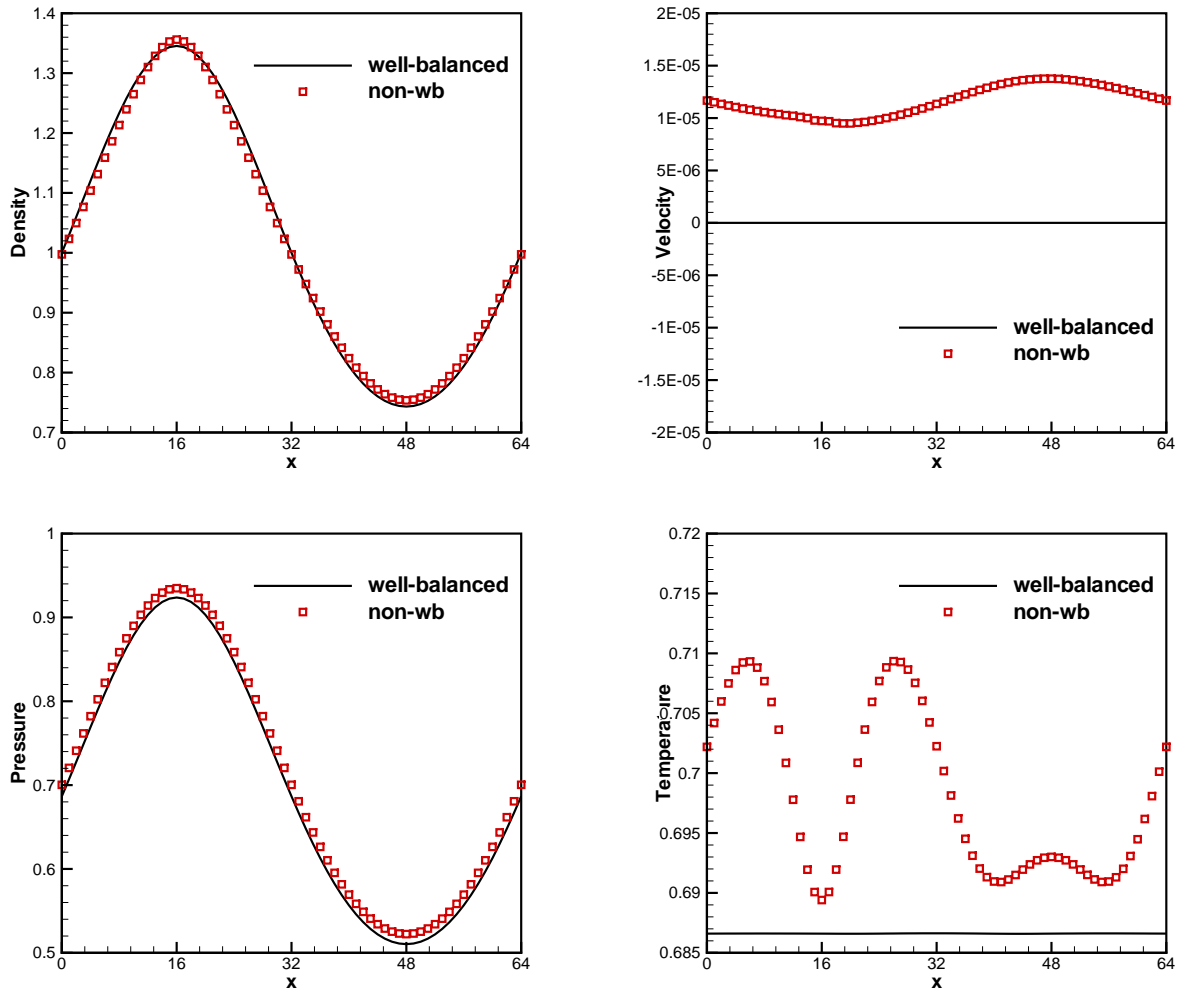 1.4
1.3
1.2
1.1
1
0.9
0.8
0.7
0 16 32 48 64
x
Density
well-balanced
non-wb
2E-05
1.5E-05
1E-05
5E-06
0
-5E-06
-1E-05
-1.5E-05
-2E-05
0 16 32 48 64
x
Velocity
well-balanced
non-wb
1
0.9
0.8
0.7
0.6
0.5
0 16 32 48 64
x
Pressure
well-balanced
non-wb
0.72
0.715
0.71
0.705
0.7
0.695
0.69
0.685
0 16 32 48 64
x
Temperature
well-balanced
non-wb